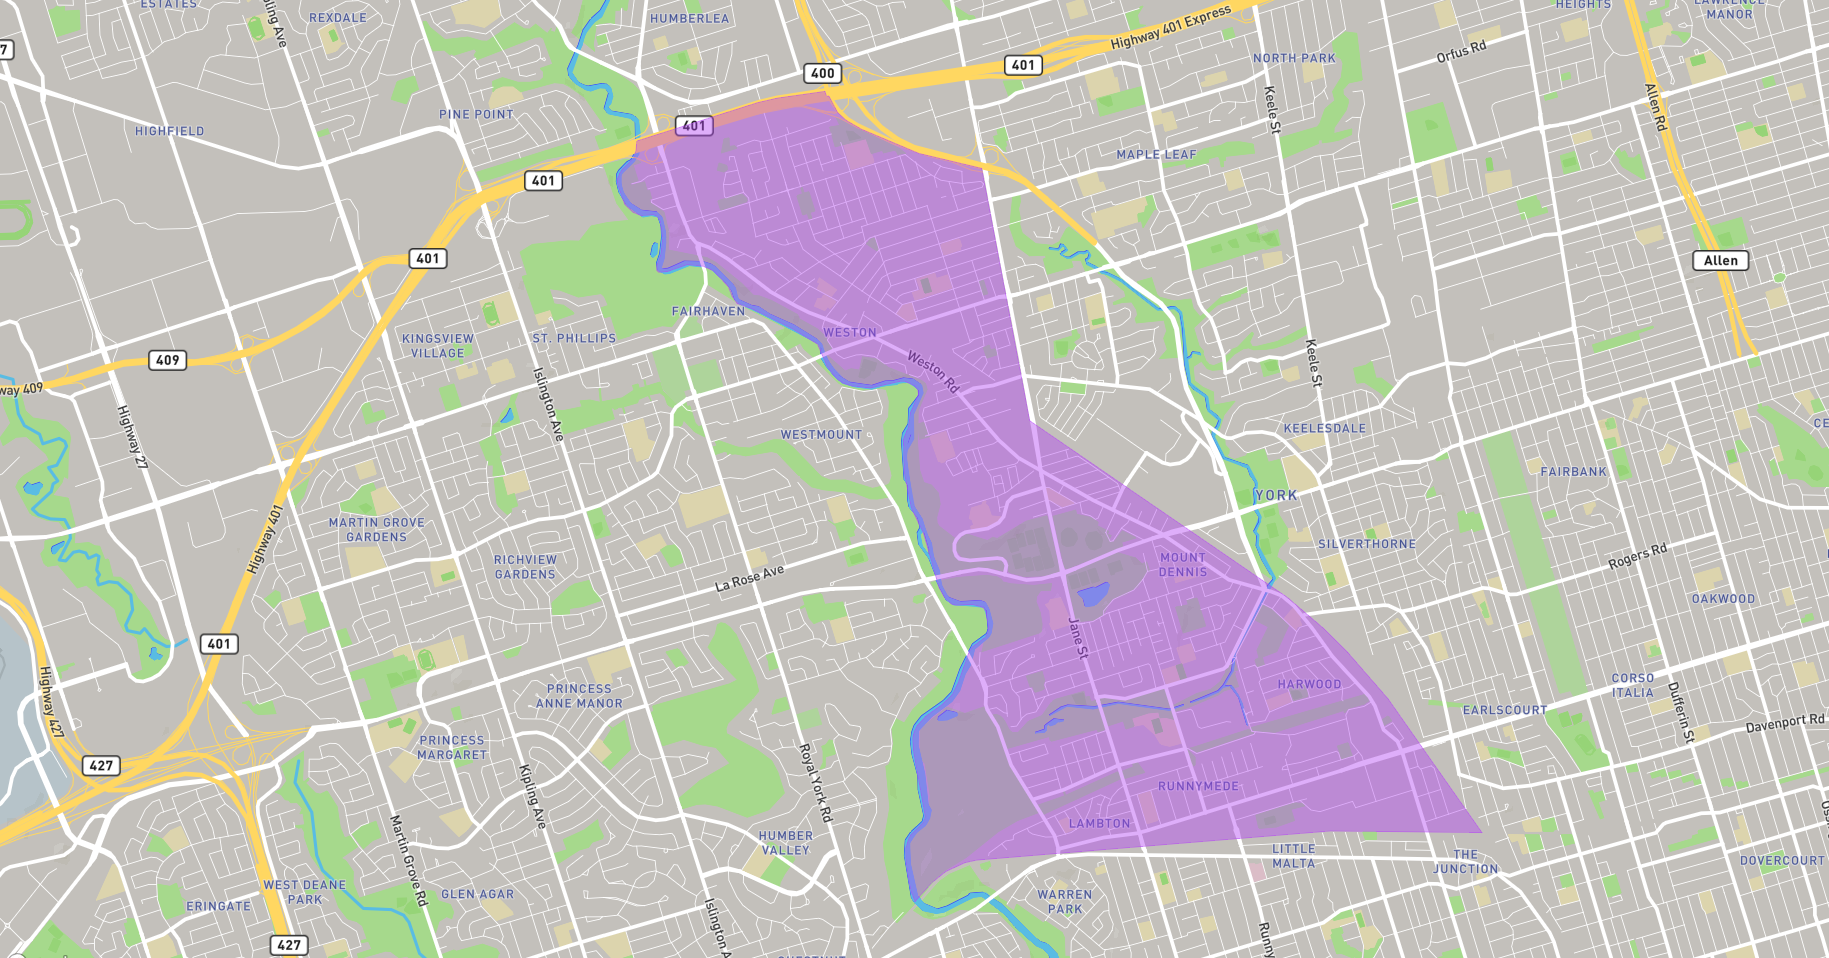 ESTATES
REXDALE
HUMBERLEA
HEIGHTS
LAWRENCE
MANOR
Highway 401 Express
7
400
401
Orfus Rd
NORTH PARK
Keele St
Allen Rd
PINE POINT
HIGHFIELD
401
MAPLE LEAF
401
401
Allen
FAIRHAVEN
WESTON
KINGSVIEW
VILLAGE
ST. PHILLIPS
409
Weston Rd
Keele St
Islington Ave
way 409
Highway 27
WESTMOUNT
KEELESDALE
FAIRBANK
YORK
MARTIN GROVE
GARDENS
Highway 401
SILVERTHORNE
RICHVIEW
GARDENS
MOUNT
DENNIS
Rogers Rd
La Rose Ave
OAKWOOD
401
Jane St
Highway 427
PRINCESS
ANNE MANOR
HARWOOD
CORSO
ITALIA
EARLSCOURT
Dufferin St
Davenport Rd
PRINCESS
MARGARET
427
Royal York Rd
Kipling Ave
RUNNYMEDE
LAMBTON
Martin Grove Rd
HUMBER
VALLEY
LITTLE
MALTA
THE
JUNCTION
DOVERCOURT
WEST DEANE
PARK
GLEN AGAR
ERINGATE
WARREN
PARK
Islington A
Runny
427